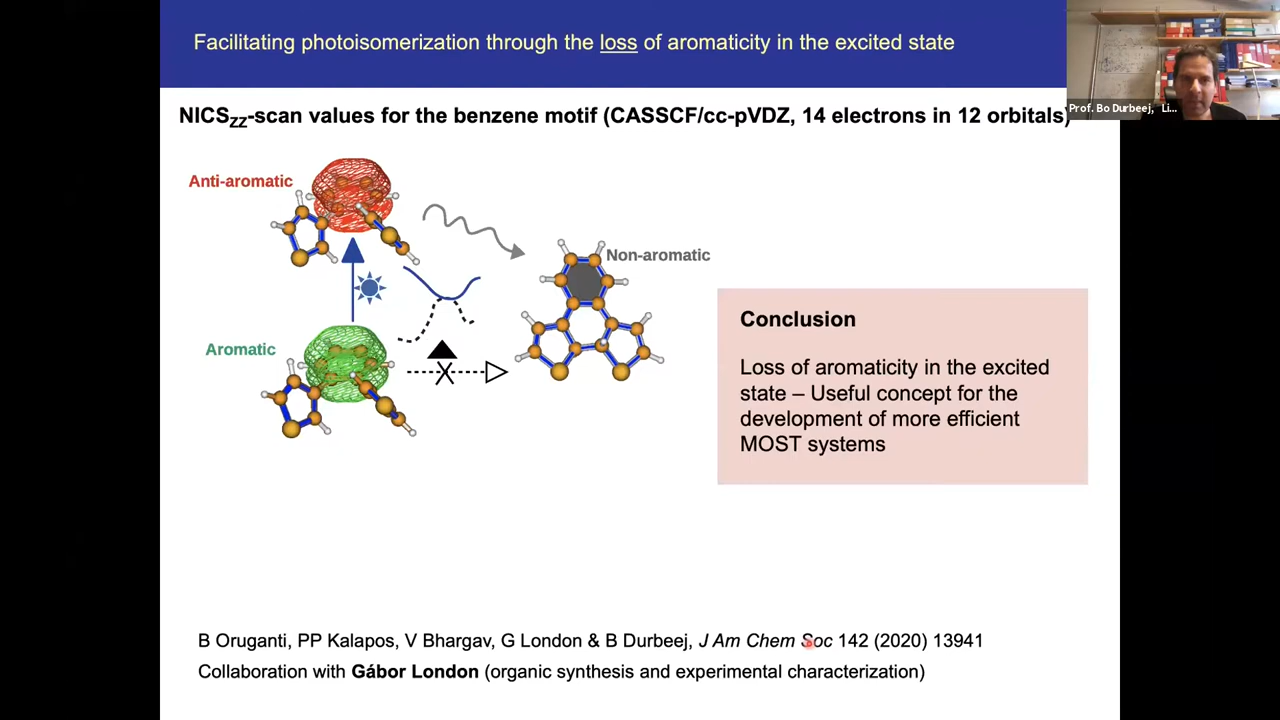 Facilitating photoisomerization through the loss of aromaticity in the excited state
Prof. Bo Durbeej, Li...
NICSZZ-scan values for the benzene motif (CASSCF/cc-pVDZ, 14 electrons in 12 orbitals)
Anti-aromatic
Non-aromatic
Aromatic
Conclusion
Loss of aromaticity in the excited
state – Useful concept for the
development of more efficient
MOST systems
B Oruganti, PP Kalapos, V Bhargav, G London & B Durbeej, J Am Chem Soc 142 (2020) 13941
Collaboration with Gábor London (organic synthesis and experimental characterization)